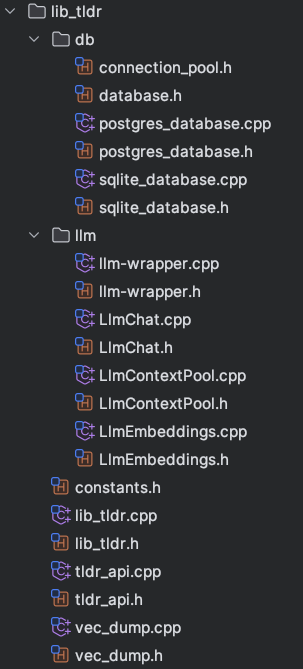 lib_tldr
db
connection_pool.h
database.h
postgres_database.cpp
postgres_database.h
sqlite_database.cpp
sqlite_database.h
llm
llm-wrapper.cpp
llm-wrapper.h
LlmChat.cpp
LlmChat.h
LlmContextPool.cpp
LlmContextPool.h
LlmEmbeddings.cpp
LlmEmbeddings.h
constants.h
lib_tldr.cpp
lib_tldr.h
tldr_api.cpp
tldr_api.h
vec_dump.cpp
vec_dump.h